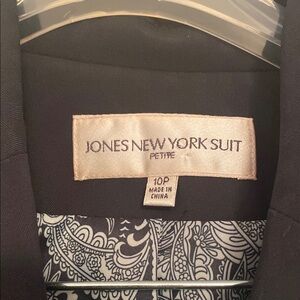 JONES NEW YORK SUIT
PETITE
10P
MADE IN
CHINA